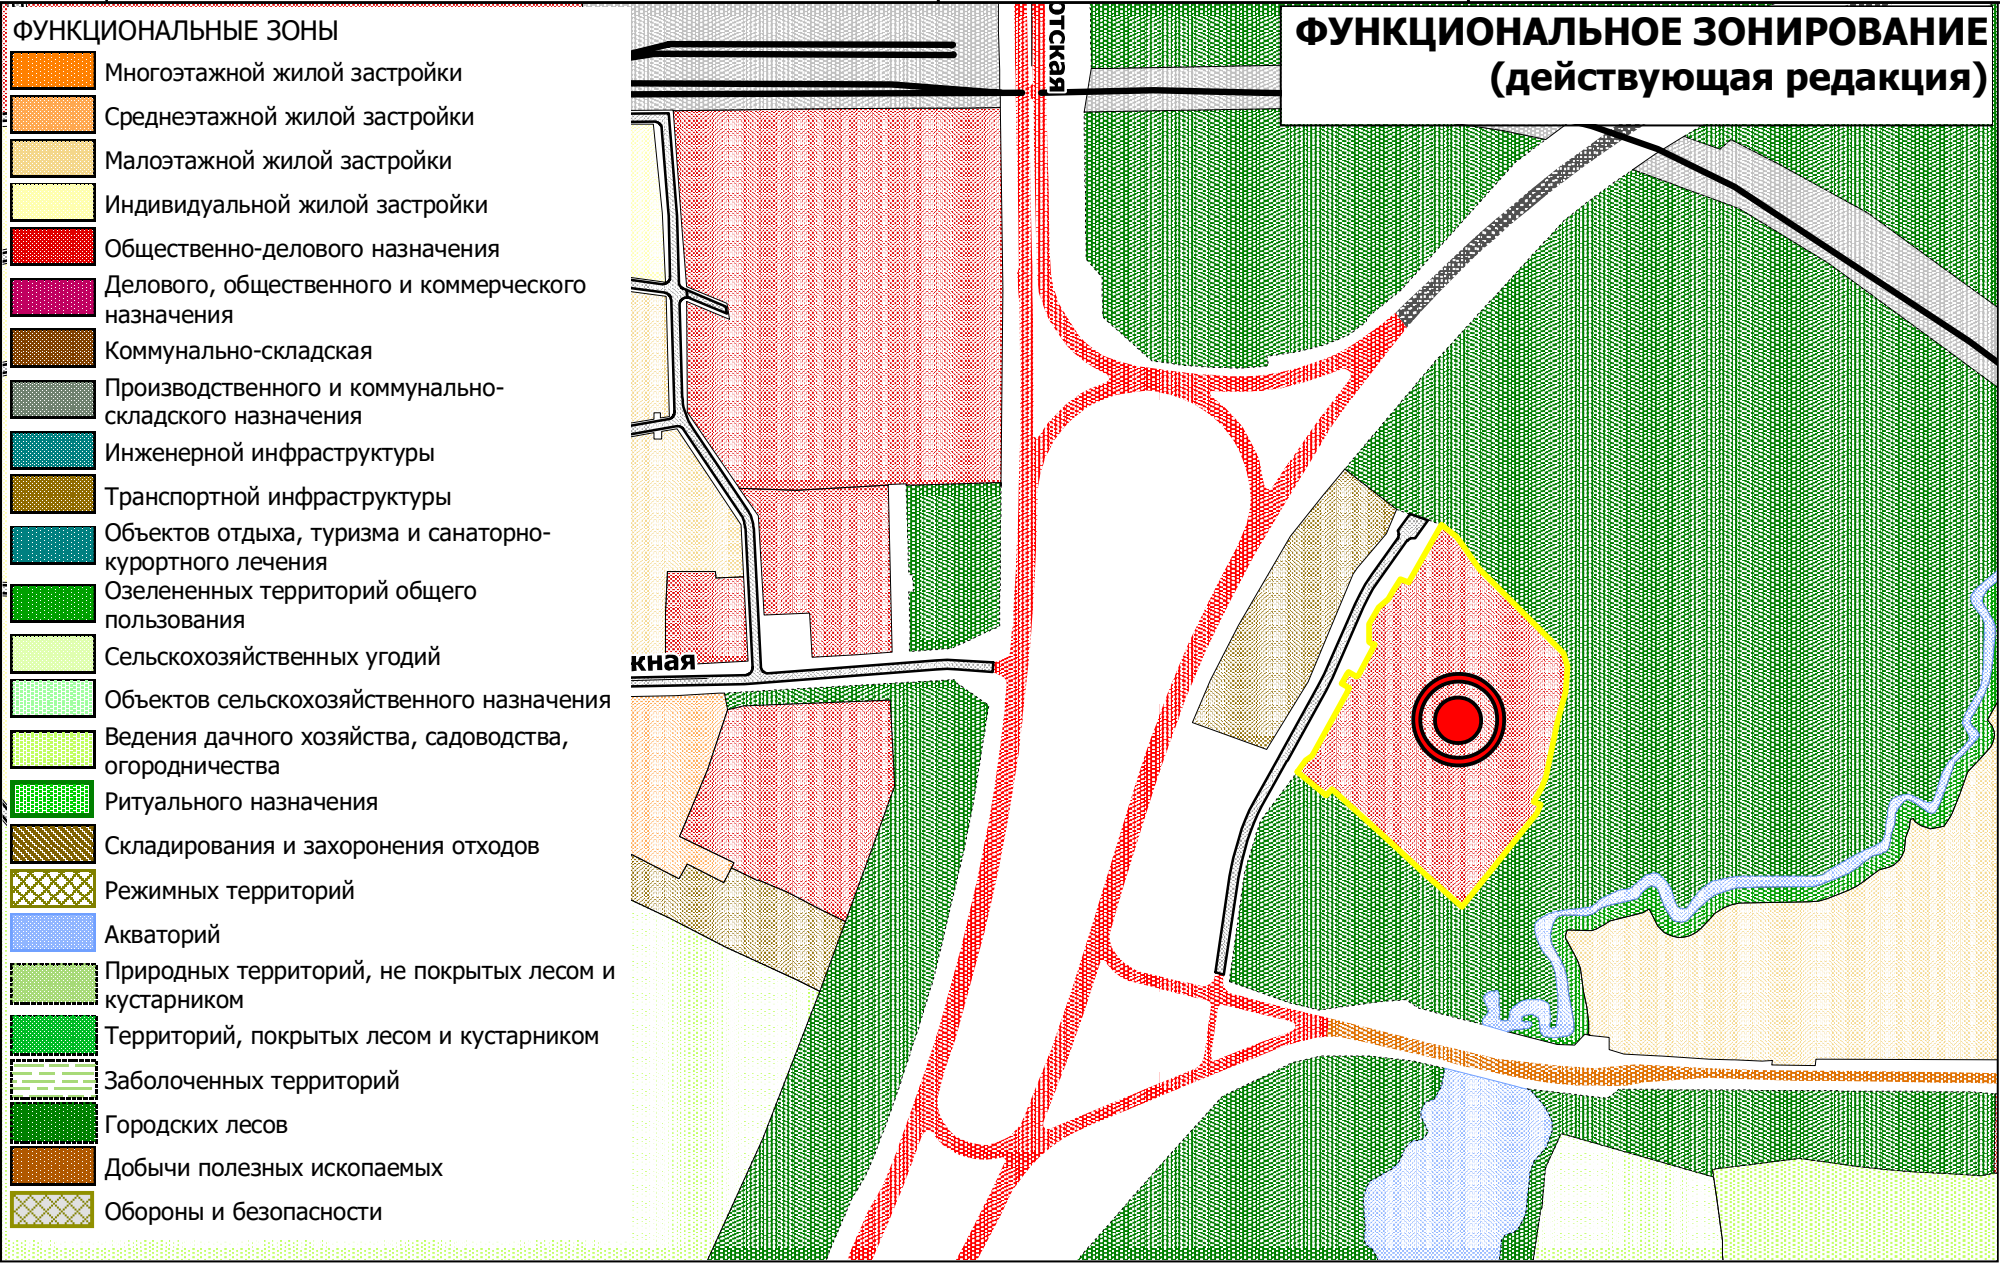 ФУНКЦИОНАЛЬНЫЕ ЗОНЫ
Многоэтажной жилой застройки
Среднеэтажной жилой застройки
Малоэтажной жилой застройки
Индивидуальной жилой застройки
Общественно-делового назначения
Делового, общественного и коммерческого
назначения
Коммунально-складская
Производственного и коммунально-
складского назначения
Инженерной инфраструктуры
Транспортной инфраструктуры
Объектов отдыха, туризма и санаторно-
курортного лечения
Озелененных территорий общего
пользования
Сельскохозяйственных угодий
Объектов сельскохозяйственного назначения
Ведения дачного хозяйства, садоводства,
огородничества
Ритуального назначения
Складирования и захоронения отходов
Режимных территорий
Акваторий
Природных территорий, не покрытых лесом и
кустарником
Территорий, покрытых лесом и кустарником
Заболоченных территорий
Городских лесов
Добычи полезных ископаемых
Обороны и безопасности
отская
жная
ФУНКЦИОНАЛЬНОЕ ЗОНИРОВАНИЕ
(действующая редакция)